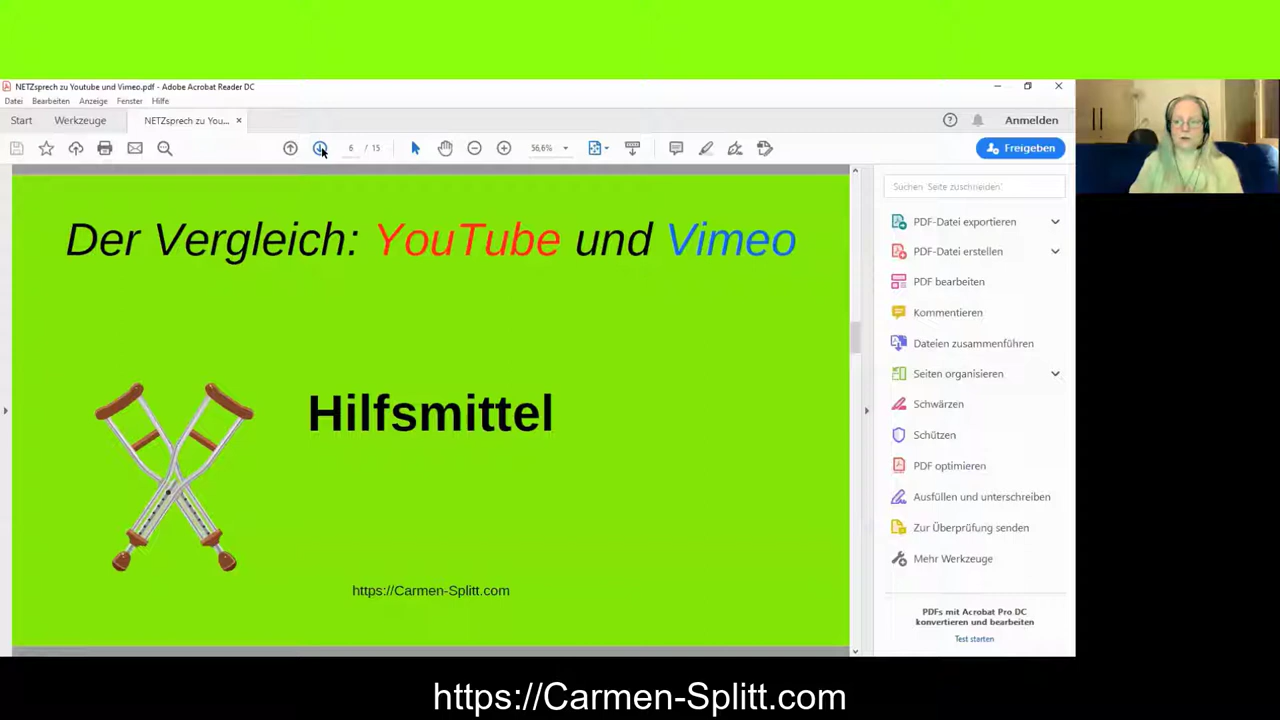 NETZsprech zu Youtube und Vimeo.pdf - Adobe Acrobat Reader DC
Datei Bearbeiten Anzeige Fenster Hilfe
Start Werkzeuge NETZsprech zu You... Anmelden
6 / 15 56,6% Freigeben
Der Vergleich: YouTube und Vimeo
Hilfsmittel
https://Carmen-Splitt.com
Suchen 'Seite zuschneiden'
PDF-Datei exportieren
PDF-Datei erstellen
PDF bearbeiten
Kommentieren
Dateien zusammenführen
Seiten organisieren
Schwärzen
Schützen
PDF optimieren
Ausfüllen und unterschreiben
Zur Überprüfung senden
Mehr Werkzeuge
PDFs mit Acrobat Pro DC
konvertieren und bearbeiten
Test starten
https://Carmen-Splitt.com